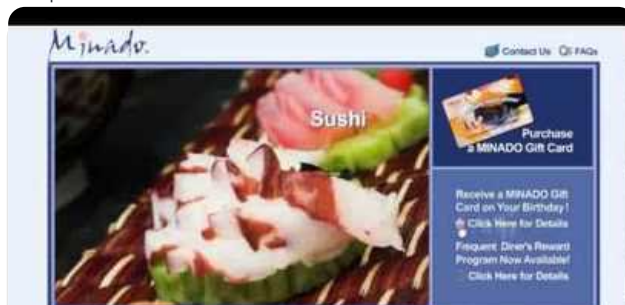 Minado.
Contact Us FAQs
Sushi
Purchase
a MINADO Gift Card
Receive a MINADO Gift
Card on Your Birthday!
Click Here for Details
Frequent Diner's Reward
Program Now Available!
Click Here for Details